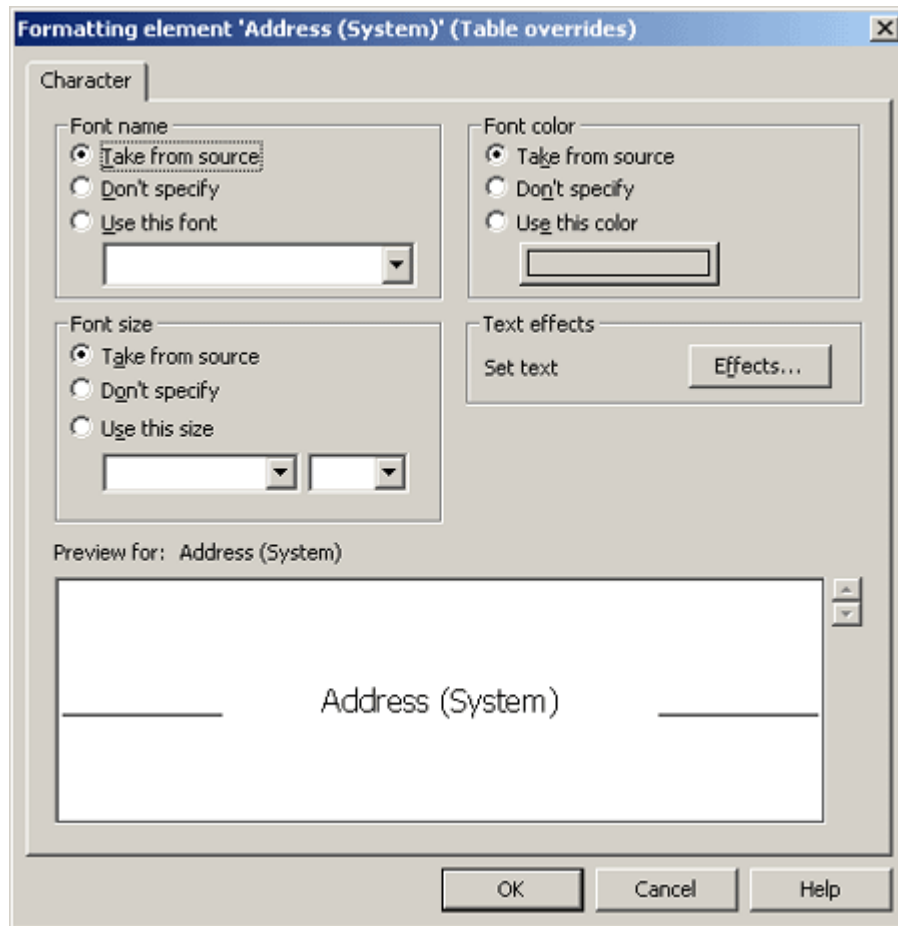 Formatting element 'Address (System)' (Table overrides)
Character
Font name
Take from source
Don't specify
Use this font
Font color
Take from source
Don't specify
Use this color
Font size
Take from source
Don't specify
Use this size
Text effects
Set text
Effects...
Preview for: Address (System)
Address (System)
OK
Cancel
Help